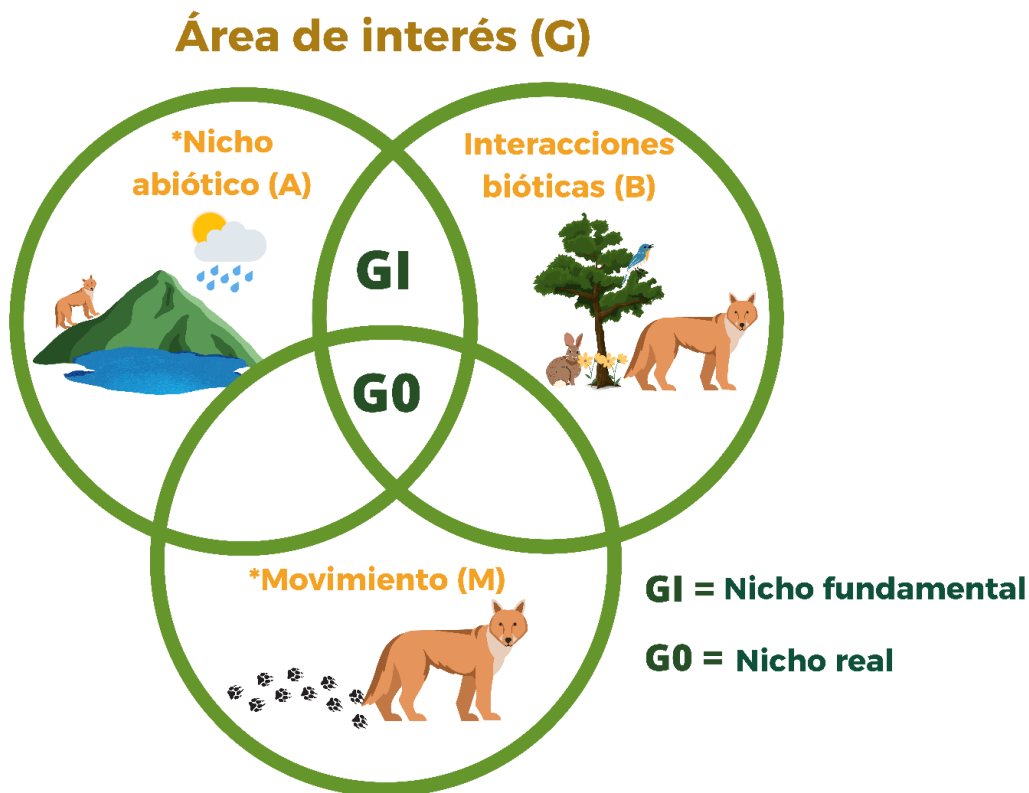 Área de interés (G)
*Nicho
abiótico (A)
Interacciones
bióticas (B)
GI
G0
*Movimiento (M)
GI = Nicho fundamental
G0 = Nicho real